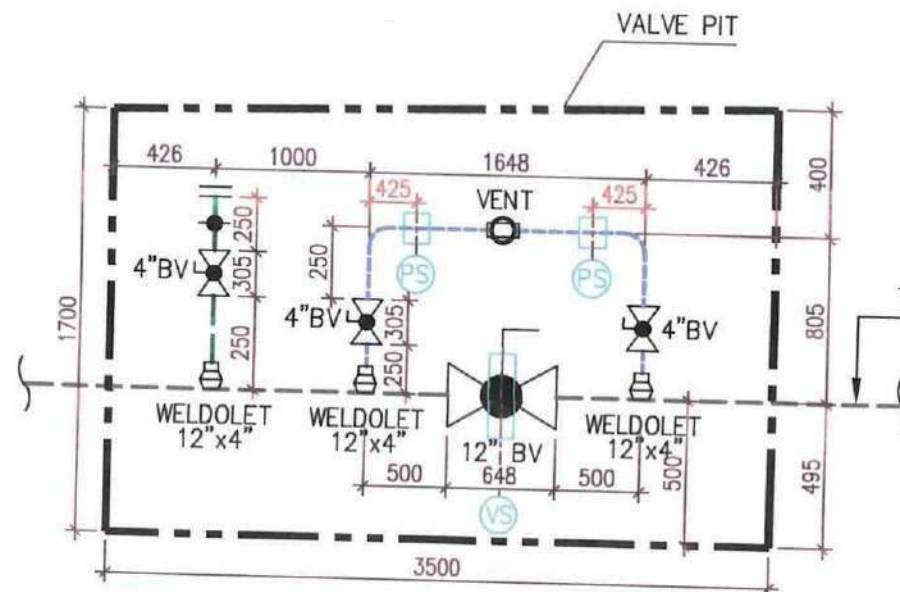 VALVE PIT
426
1000
1648
426
400
425
VENT
425
250
250
PS
PS
4"BV
305
4"BV
305
4"BV
1700
805
250
250
WELDOLET
12"x4"
WELDOLET
12"x4"
12" BV
WELDOLET
12"x4"
500
648
500
500
495
VS
3500